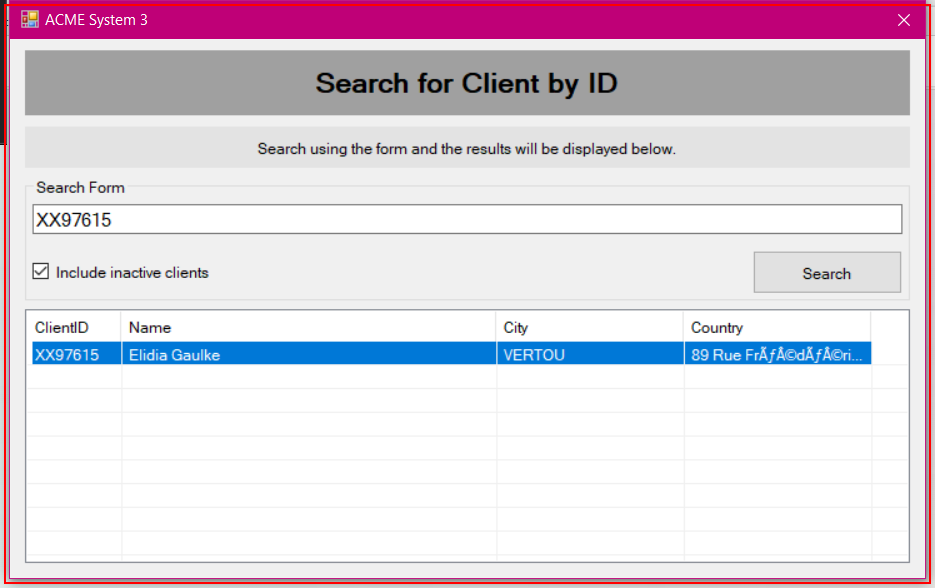 ACME System 3
Search for Client by ID
Search using the form and the results will be displayed below.
Search Form
XX97615
Include inactive clients
Search
ClientID Name City Country
XX97615 Elidia Gaulke VERTOU 89 Rue FrÃƒÂ©dÃƒÂ©ri...